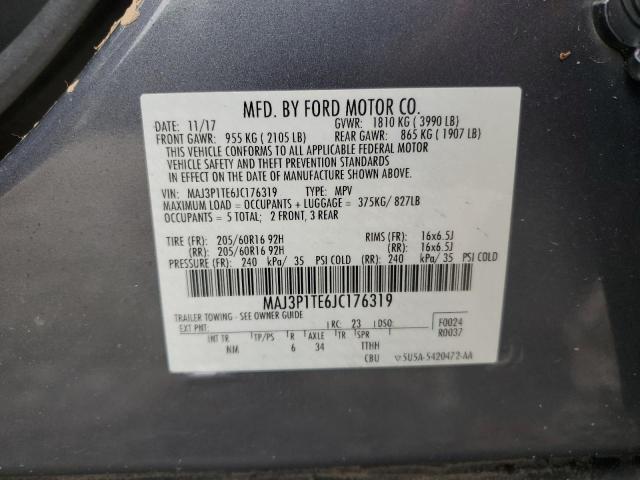 MFD. BY FORD MOTOR CO.
DATE: 11/17 GVWR: 1810 KG ( 3990 LB)
FRONT GAWR: 955 KG ( 2105 LB) REAR GAWR: 865 KG ( 1907 LB)
THIS VEHICLE CONFORMS TO ALL APPLICABLE FEDERAL MOTOR
VEHICLE SAFETY AND THEFT PREVENTION STANDARDS
IN EFFECT ON THE DATE OF MANUFACTURE SHOWN ABOVE.
VIN: MAJ3P1TE6JC176319 TYPE: MPV
MAXIMUM LOAD = OCCUPANTS + LUGGAGE = 375KG/ 827LB
OCCUPANTS = 5 TOTAL; 2 FRONT, 3 REAR
TIRE (FR): 205/60R16 92H RIMS (FR): 16x6.5J
(RR): 205/60R16 92H (RR): 16x6.5J
PRESSURE (FR): 240 kPa/ 35 PSI COLD (RR): 240 kPa/ 35 PSI COLD
MAJ3P1TE6JC176319
TRAILER TOWING - SEE OWNER GUIDE
EXT PNT: RC: 23 DSO: F0024
R0037
INT TR TP/PS R AXLE TR SPR
NM 6 34 TTHH
CBU 5U5A-5420472-AA